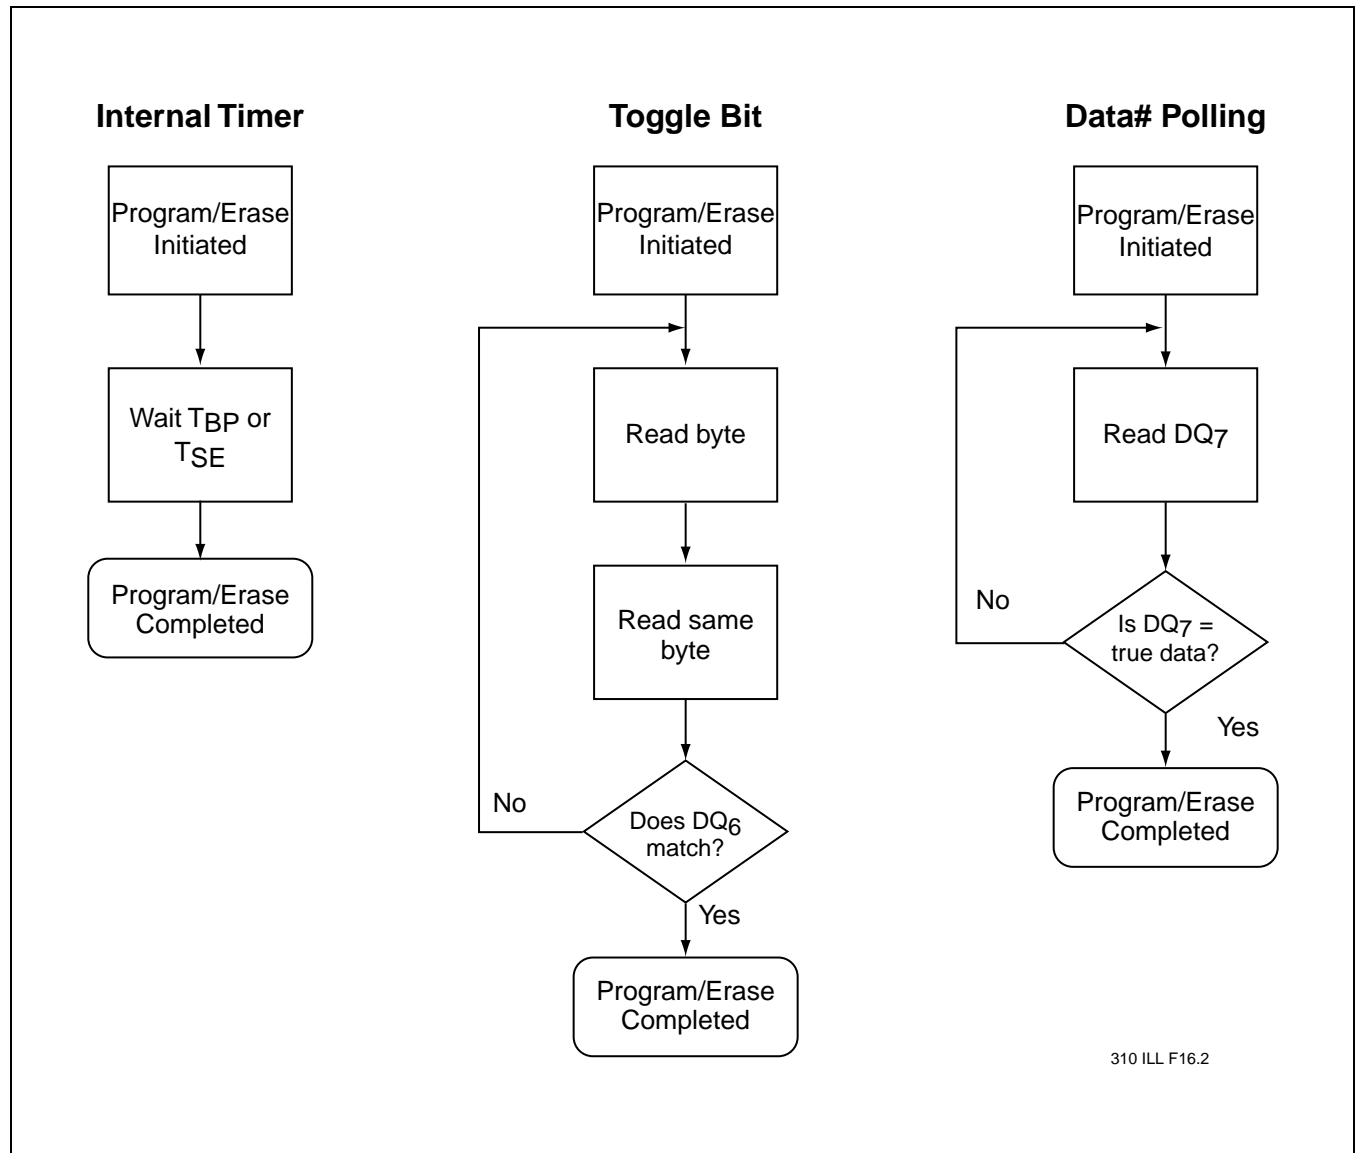 Internal Timer
Program/Erase
Initiated
Wait TBP or
TSE
Program/Erase
Completed
Toggle Bit
Program/Erase
Initiated
Read byte
Read same
byte
Does DQ6
match?
No
Yes
Program/Erase
Completed
Data# Polling
Program/Erase
Initiated
Read DQ7
Is DQ7 =
true data?
No
Yes
Program/Erase
Completed
310 ILL F16.2